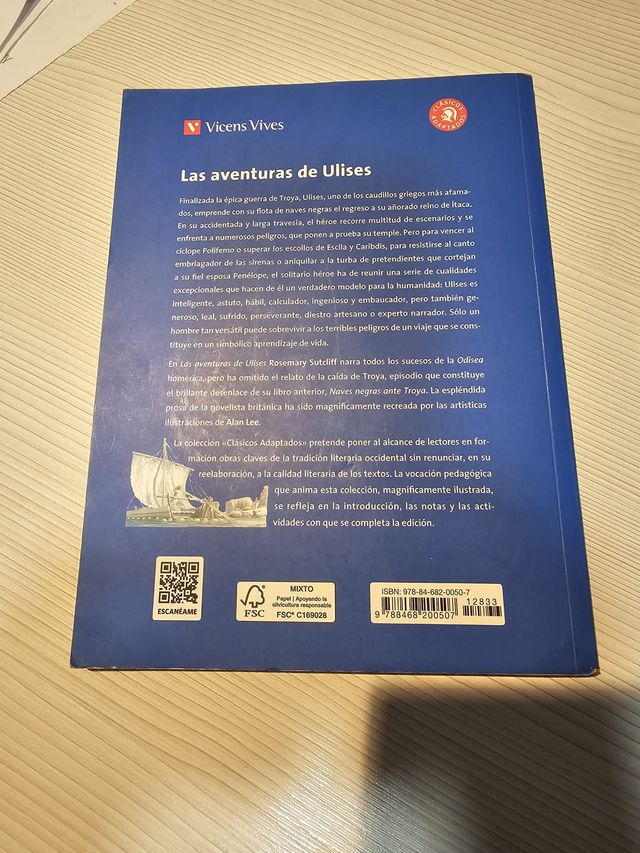 Vicens Vives
CLÁSICOS ADAPTADOS
Las aventuras de Ulises
Finalizada la épica guerra de Troya, Ulises, uno de los caudillos griegos más afama-
dos, emprende con su flota de naves negras el regreso a su añorado reino de Ítaca.
En su accidentada y larga travesía, el héroe recorre multitud de escenarios y se
enfrenta a numerosos peligros, que ponen a prueba su temple. Pero para vencer al
cíclope Polifemo o superar los escollos de Escila y Caribdis, para resistirse al canto
embriagador de las sirenas o aniquilar a la turba de pretendientes que cortejan
a su fiel esposa Penélope, el solitario héroe ha de reunir una serie de cualidades
excepcionales que hacen de él un verdadero modelo para la humanidad: Ulises es
inteligente, astuto, hábil, calculador, ingenioso y embaucador, pero también ge-
neroso, leal, sufrido, perseverante, diestro artesano o experto narrador. Sólo un
hombre tan versátil puede sobrevivir a los terribles peligros de un viaje que se cons-
tituye en un simbólico aprendizaje de vida.
En Las aventuras de Ulises Rosemary Sutcliff narra todos los sucesos de la Odisea
homérica, pero ha omitido el relato de la caída de Troya, episodio que constituye
el brillante desenlace de su libro anterior, Naves negras ante Troya. La espléndida
prosa de la novelista británica ha sido magníficamente recreada por las artísticas
ilustraciones de Alan Lee.
La colección «Clásicos Adaptados» pretende poner al alcance de lectores en for-
mación obras claves de la tradición literaria occidental sin renunciar, en su
reelaboración, a la calidad literaria de los textos. La vocación pedagógica
que anima esta colección, magníficamente ilustrada,
se refleja en la introducción, las notas y las acti-
vidades con que se completa la edición.
ESCANÉAME
FSC
MIXTO
Papel | Apoyando la
silvicultura responsable
FSC® C169028
ISBN: 978-84-682-0050-7
12833
9 788468 200507